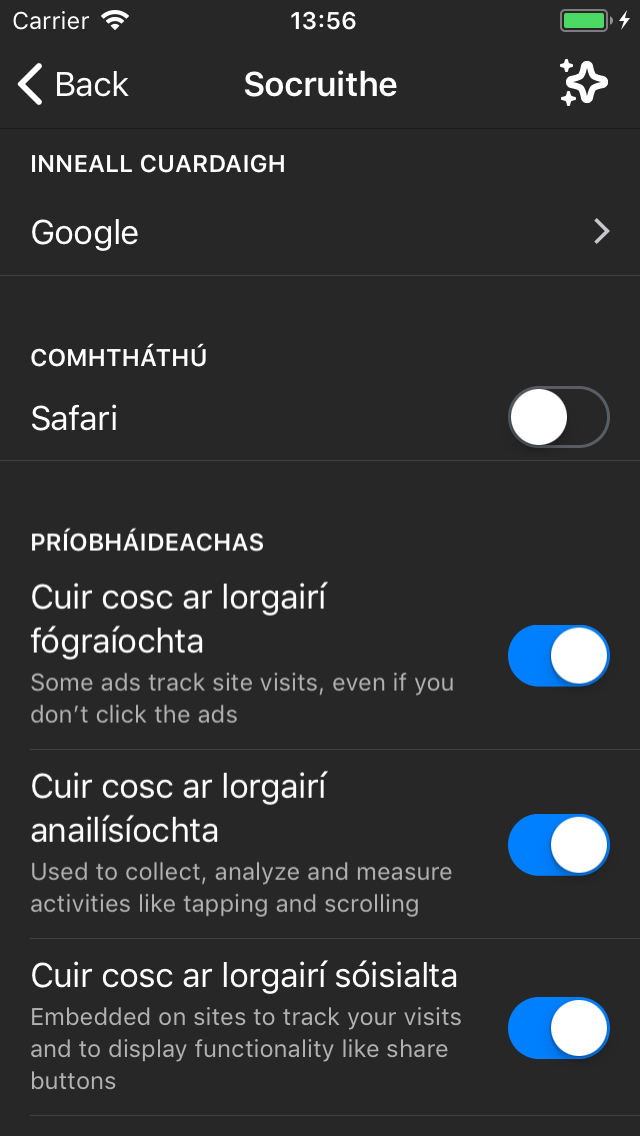 Carrier 13:56
Back Socruithe
INNEALL CUARDAIGH
Google
COMHTHÁTHÚ
Safari
PRÍOBHÁIDEACHAS
Cuir cosc ar lorgairí
fógraíochta
Some ads track site visits, even if you
don’t click the ads
Cuir cosc ar lorgairí
anailísíochta
Used to collect, analyze and measure
activities like tapping and scrolling
Cuir cosc ar lorgairí sóisialta
Embedded on sites to track your visits
and to display functionality like share
buttons